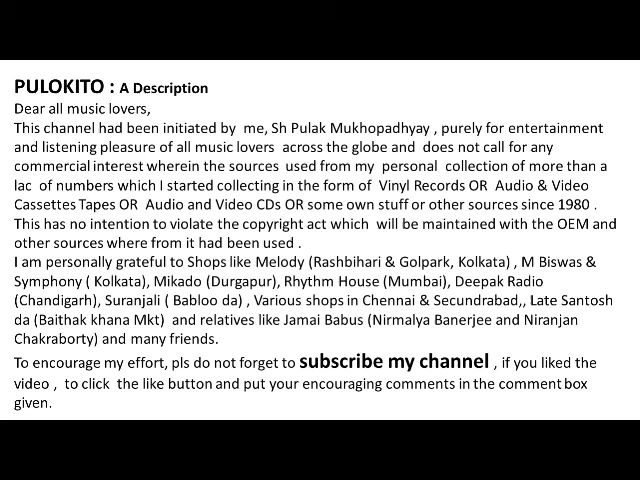 PULOKITO : A Description
Dear all music lovers,
This channel had been initiated by me, Sh Pulak Mukhopadhyay , purely for entertainment
and listening pleasure of all music lovers across the globe and does not call for any
commercial interest wherein the sources used from my personal collection of more than a
lac of numbers which I started collecting in the form of Vinyl Records OR Audio & Video
Cassettes Tapes OR Audio and Video CDs OR some own stuff or other sources since 1980 .
This has no intention to violate the copyright act which will be maintained with the OEM and
other sources where from it had been used .
I am personally grateful to Shops like Melody (Rashbihari & Golpark, Kolkata) , M Biswas &
Symphony ( Kolkata), Mikado (Durgapur), Rhythm House (Mumbai), Deepak Radio
(Chandigarh), Suranjali ( Babloo da) , Various shops in Chennai & Secundrabad,, Late Santosh
da (Baithak khana Mkt) and relatives like Jamai Babus (Nirmalya Banerjee and Niranjan
Chakraborty) and many friends.
To encourage my effort, pls do not forget to subscribe my channel , if you liked the
video , to click the like button and put your encouraging comments in the comment box
given.